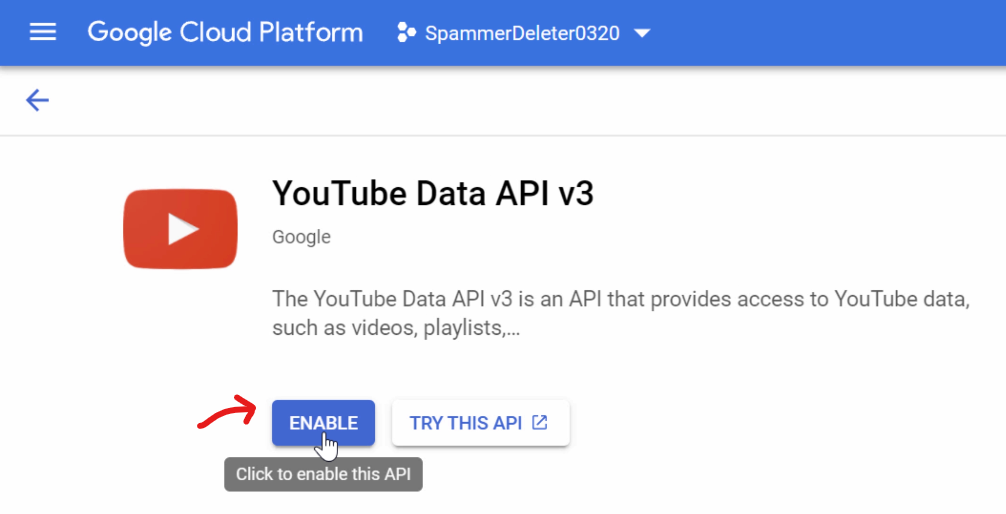 Google Cloud Platform
SpammerDeleter0320
YouTube Data API v3
Google
The YouTube Data API v3 is an API that provides access to YouTube data,
such as videos, playlists,...
ENABLE
TRY THIS API
Click to enable this API